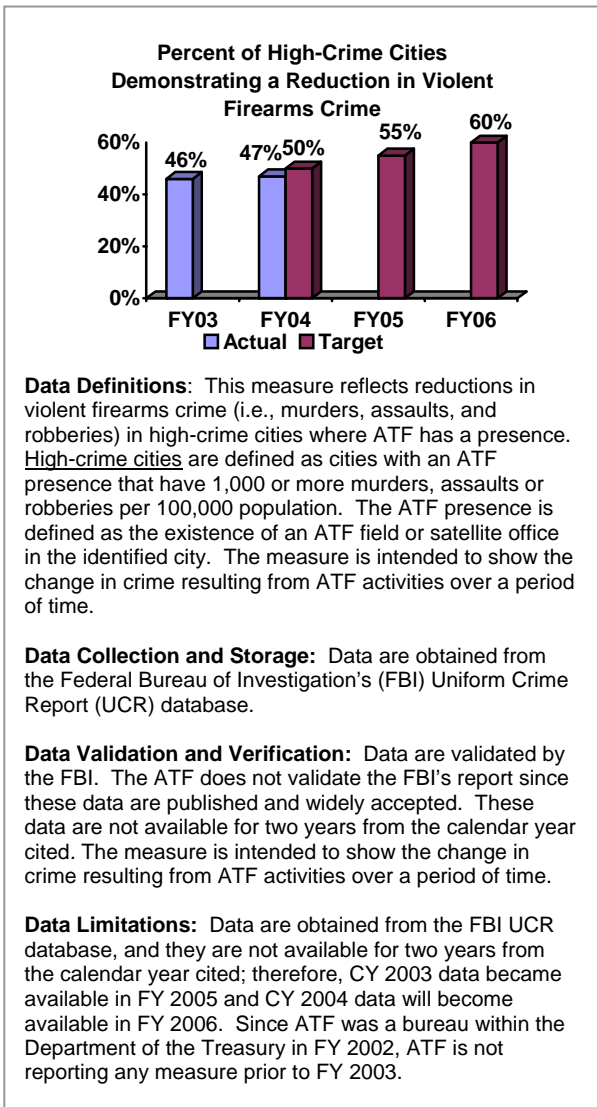 Percent of High-Crime Cities
Demonstrating a Reduction in Violent
Firearms Crime
60%
40%
20%
0%
46%
47% 50%
55%
60%
FY03 FY04 FY05 FY06
Actual Target
Data Definitions: This measure reflects reductions in
violent firearms crime (i.e., murders, assaults, and
robberies) in high-crime cities where ATF has a presence.
High-crime cities are defined as cities with an ATF
presence that have 1,000 or more murders, assaults or
robberies per 100,000 population. The ATF presence is
defined as the existence of an ATF field or satellite office
in the identified city. The measure is intended to show the
change in crime resulting from ATF activities over a period
of time.
Data Collection and Storage: Data are obtained from
the Federal Bureau of Investigation's (FBI) Uniform Crime
Report (UCR) database.
Data Validation and Verification: Data are validated by
the FBI. The ATF does not validate the FBI's report since
these data are published and widely accepted. These
data are not available for two years from the calendar year
cited. The measure is intended to show the change in
crime resulting from ATF activities over a period of time.
Data Limitations: Data are obtained from the FBI UCR
database, and they are not available for two years from
the calendar year cited; therefore, CY 2003 data became
available in FY 2005 and CY 2004 data will become
available in FY 2006. Since ATF was a bureau within the
Department of the Treasury in FY 2002, ATF is not
reporting any measure prior to FY 2003.